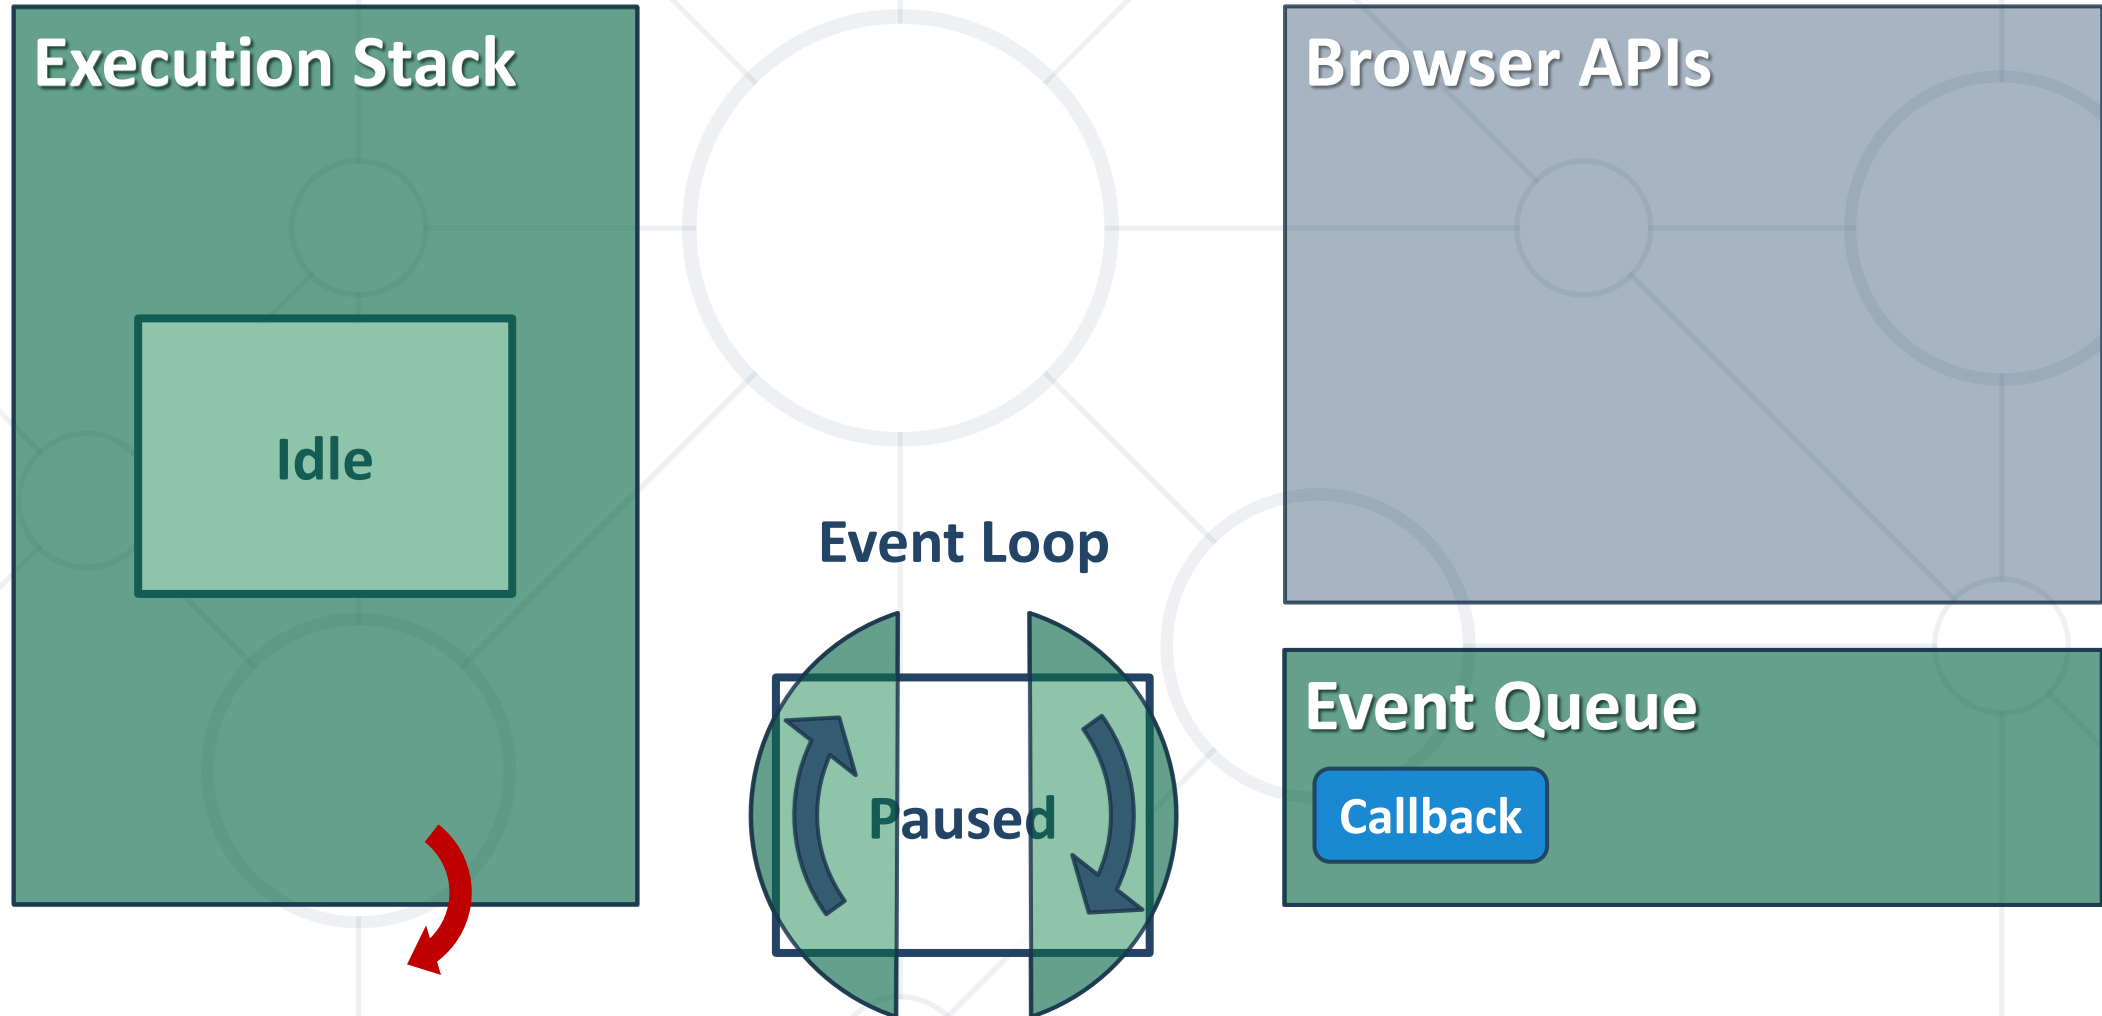 Execution Stack
Idle
Event Loop
Paused
Browser APIs
Event Queue
Callback